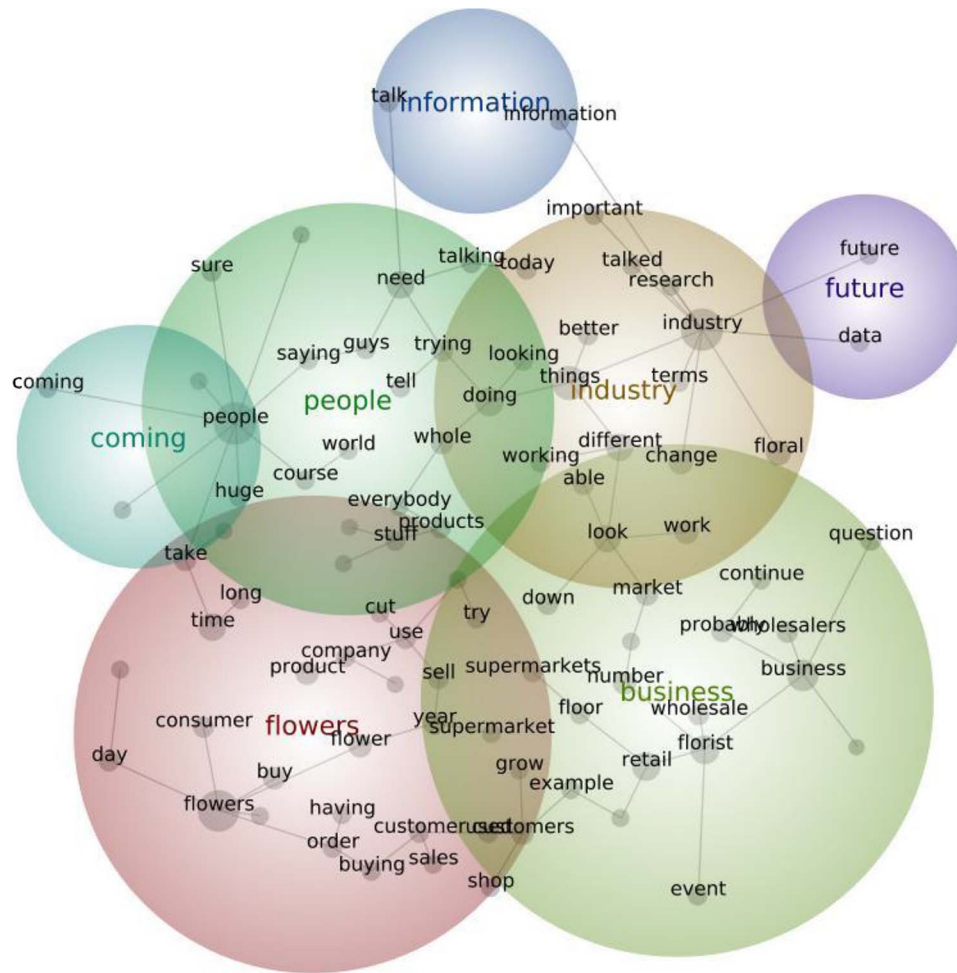 talk
information
information
important
sure
talking
today
talked
future
need
research
future
better
industry
guys
trying
saying
looking
data
coming
tell
things
terms
people
doing
industry
people
coming
world
whole
different
floral
course
working
change
able
huge
everybody
products
stuff
look
work
question
take
market
continue
long
cut
down
time
try
use
probably
wholesalers
company
product
sell
supermarkets
number
business
business
consumer
flowers
year
supermarket
floor
wholesale
day
flower
florist
buy
grow
retail
flowers
example
having
order
customer
used
customers
buying
sales
shop
event